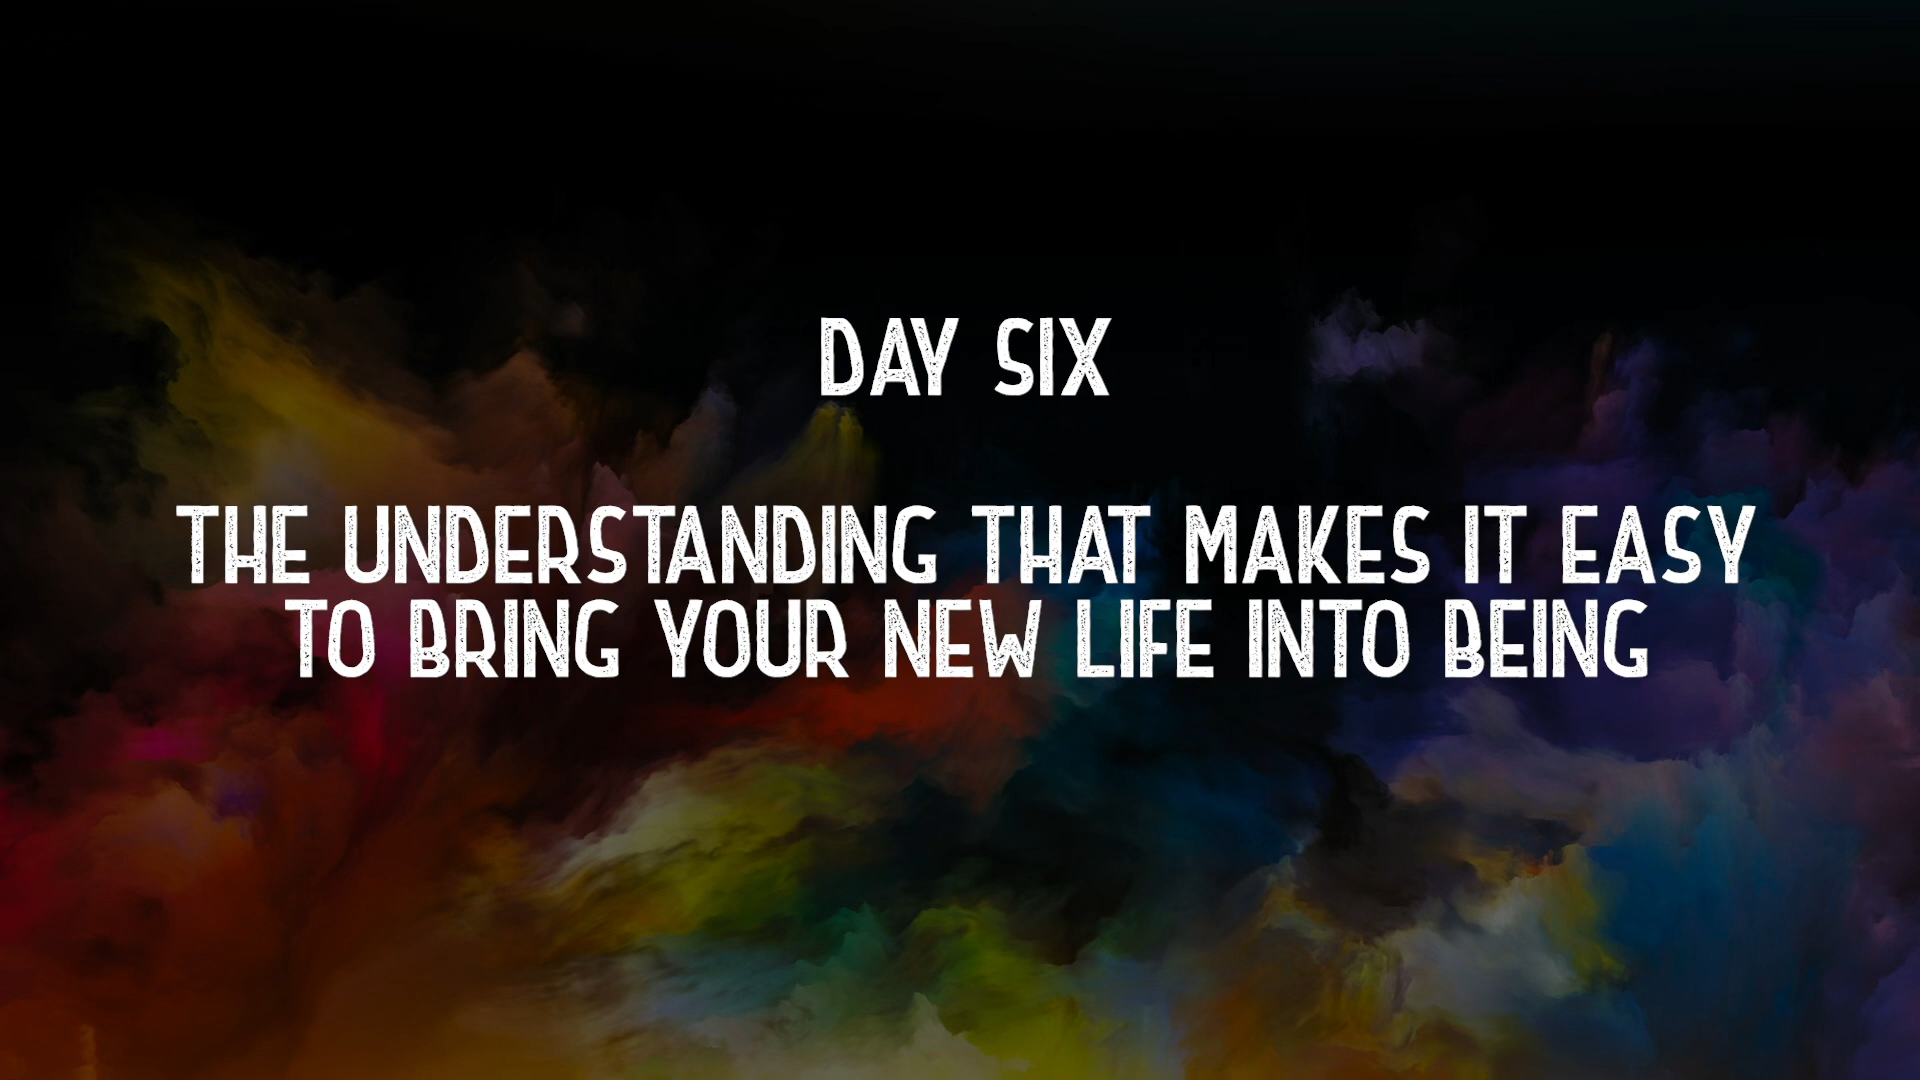 DAY SIX
THE UNDERSTANDING THAT MAKES IT EASY
TO BRING YOUR NEW LIFE INTO BEING